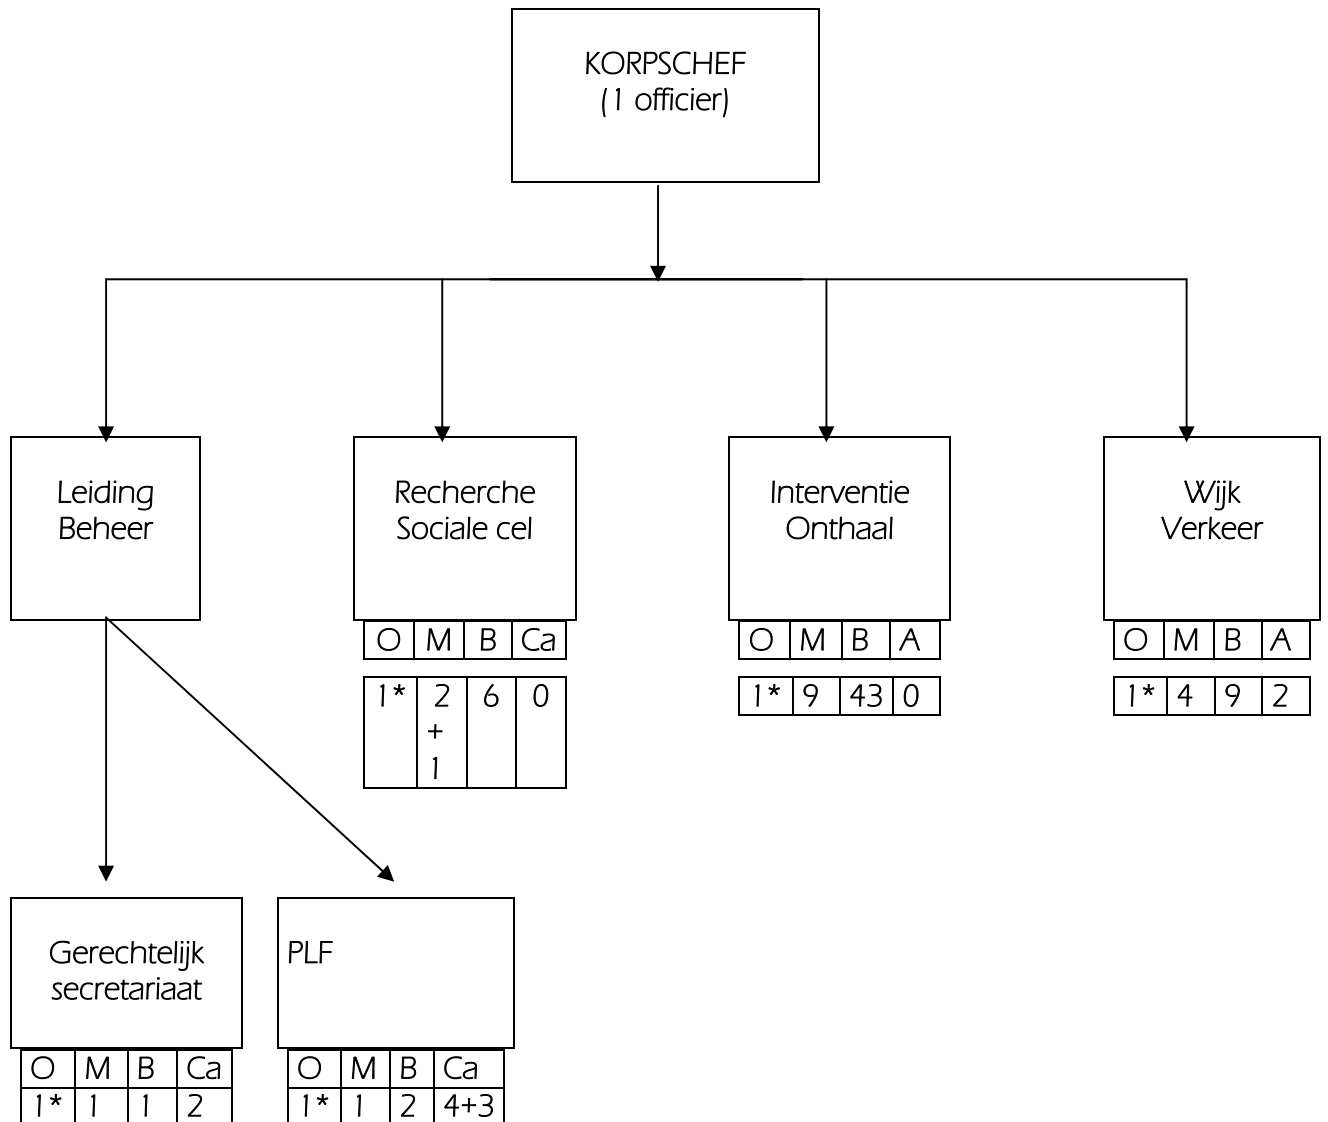 KORPSCHEF
(1 officier)
Leiding
Beheer
Recherche
Sociale cel
O M B Ca
1* 2 6 0
+
1
Interventie
Onthaal
O M B A
1* 9 43 0
Wijk
Verkeer
O M B A
1* 4 9 2
Gerechtelijk
secretariaat
O M B Ca
1* 1 1 2
PLF
O M B Ca
1* 1 2 4+3